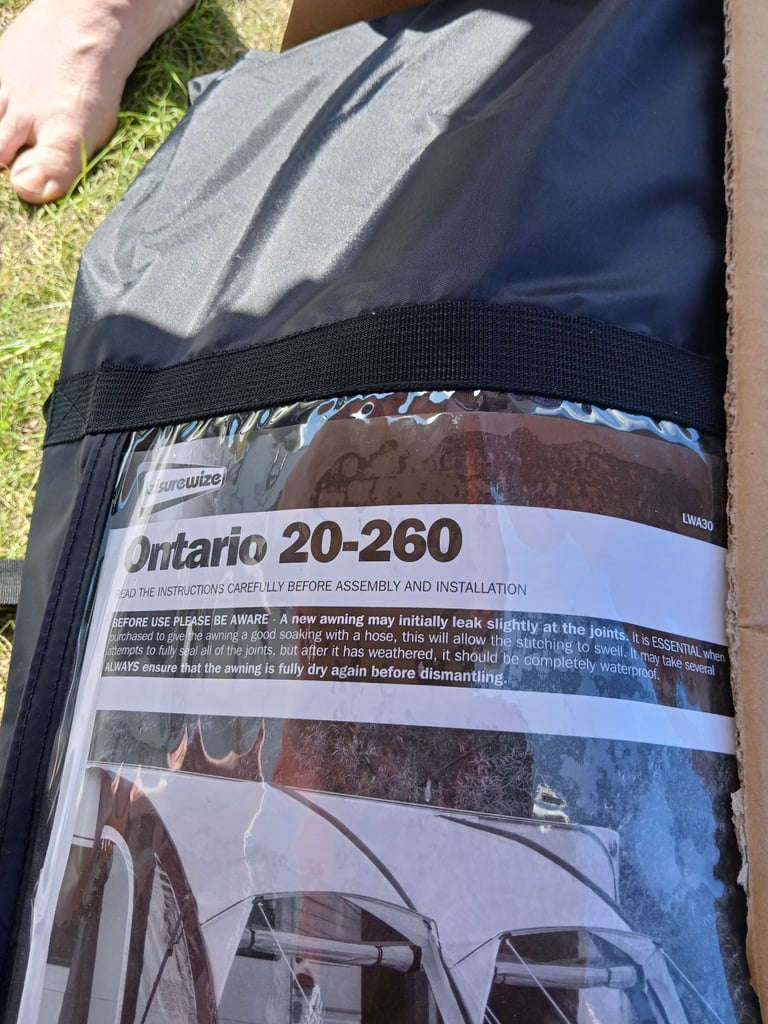 leisurewize
LWA30
Ontario 20-260
READ THE INSTRUCTIONS CAREFULLY BEFORE ASSEMBLY AND INSTALLATION
BEFORE USE PLEASE BE AWARE - A new awning may initially leak slightly at the joints. It is ESSENTIAL when
purchased to give the awning a good soaking with a hose, this will allow the stitching to swell. It may take several
attempts to fully seal all of the joints, but after it has weathered, it should be completely waterproof.
ALWAYS ensure that the awning is fully dry again before dismantling.